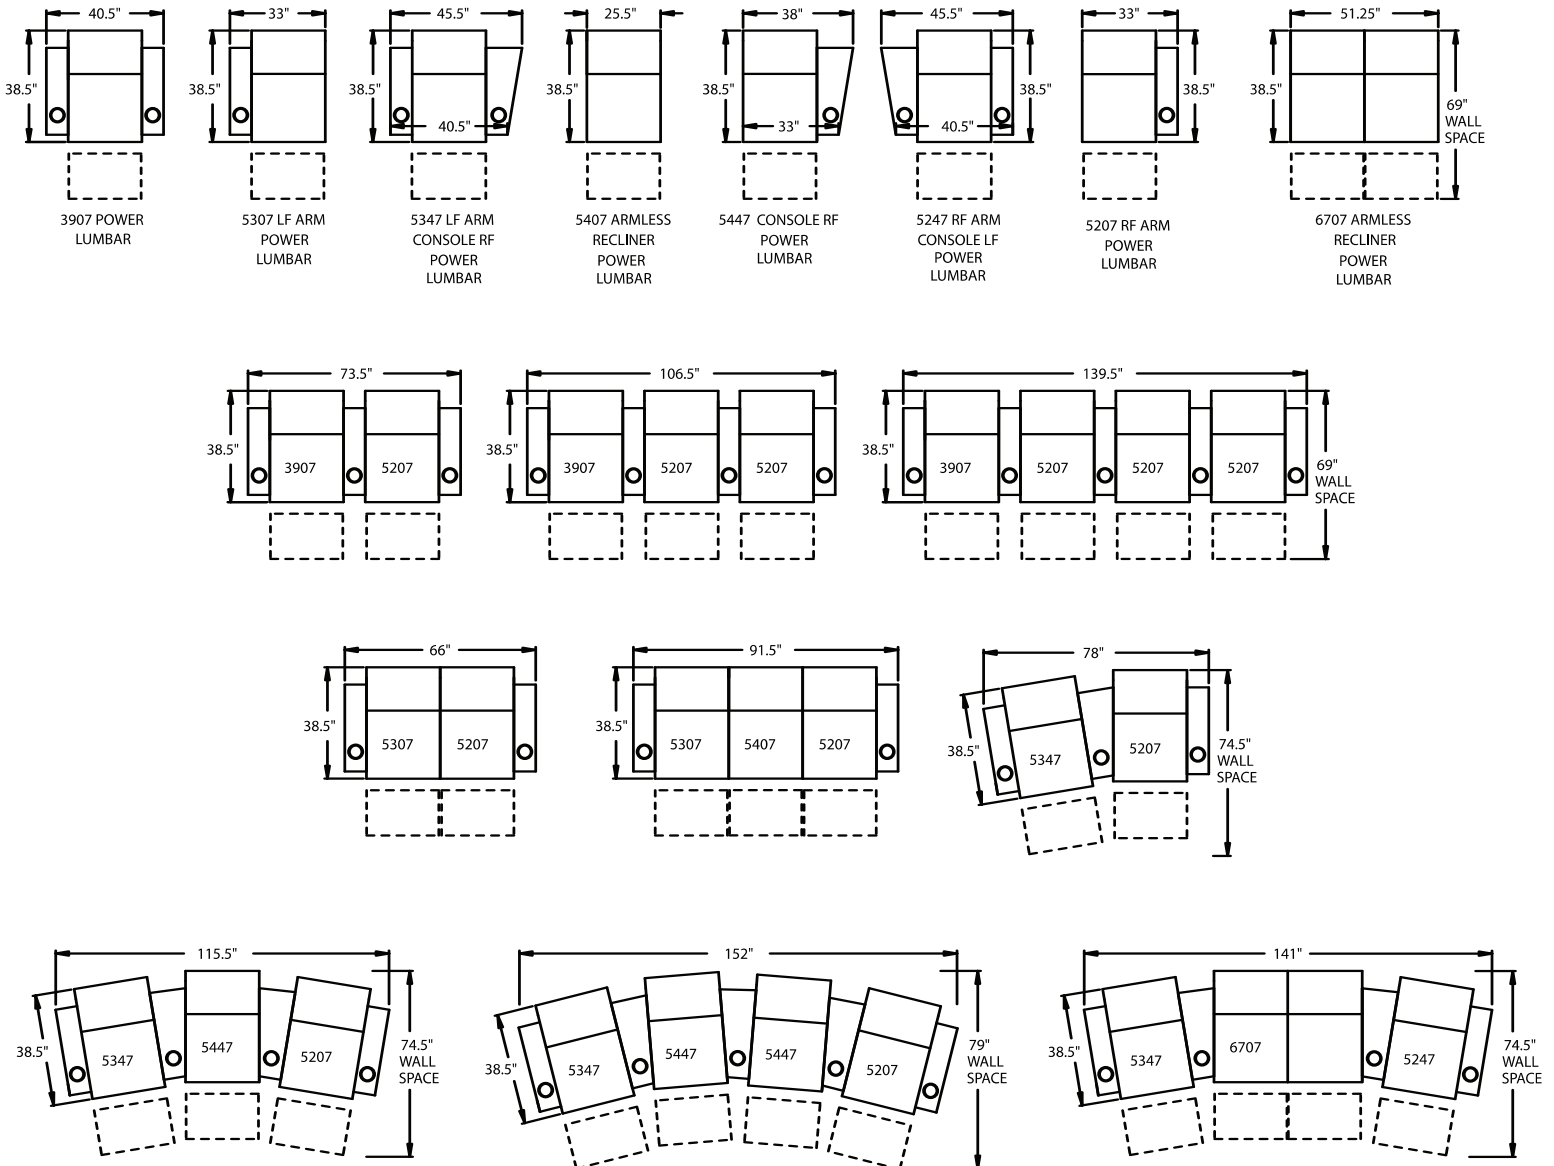 40.5"
33"
45.5"
25.5"
38"
45.5"
33"
51.25"
38.5"
38.5"
38.5"
38.5"
38.5"
38.5"
38.5"
38.5"
69"
WALL
SPACE
40.5"
33"
40.5"
3907 POWER
LUMBAR
5307 LF ARM
POWER
LUMBAR
5347 LF ARM
CONSOLE RF
POWER
LUMBAR
5407 ARMLESS
RECLINER
POWER
LUMBAR
5447 CONSOLE RF
POWER
LUMBAR
5247 RF ARM
CONSOLE LF
POWER
LUMBAR
5207 RF ARM
POWER
LUMBAR
6707 ARMLESS
RECLINER
POWER
LUMBAR
73.5"
38.5"
3907
5207
106.5"
38.5"
3907
5207
5207
139.5"
38.5"
3907
5207
5207
5207
69"
WALL
SPACE
66"
38.5"
5307
5207
91.5"
38.5"
5307
5407
5207
78"
38.5"
5347
5207
74.5"
WALL
SPACE
115.5"
38.5"
5347
5447
5207
74.5"
WALL
SPACE
152"
38.5"
5347
5447
5447
5207
79"
WALL
SPACE
141"
38.5"
5347
6707
5247
74.5"
WALL
SPACE